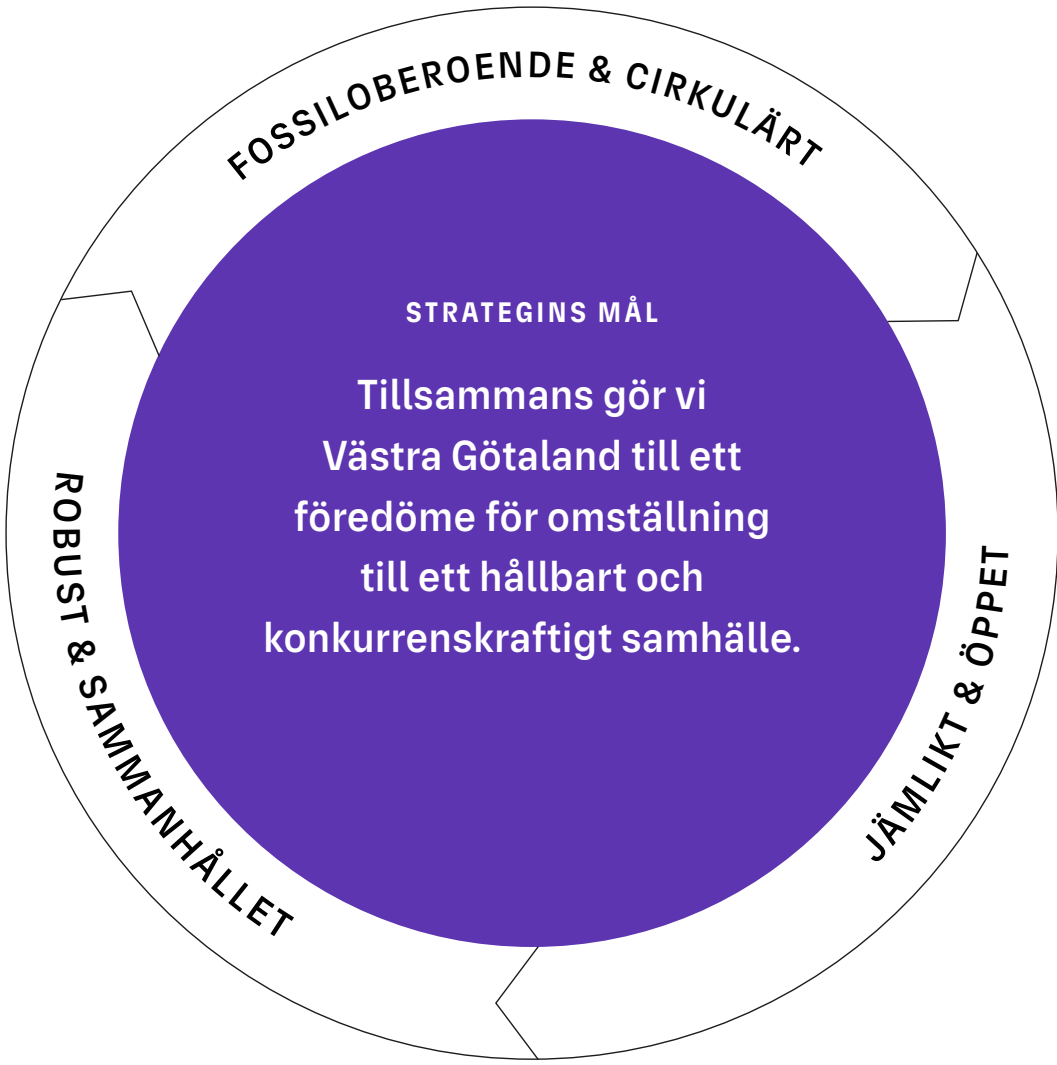 FOSSILOBEROENDE & CIRKULÄRT
STRATEGINS MÅL
Tillsammans gör vi
Västra Götaland till ett
föredöme för omställning
till ett hållbart och
konkurrenskraftigt samhälle.
JÄMLIKT & ÖPPET
ROBUST & SAMMANHÅLLET